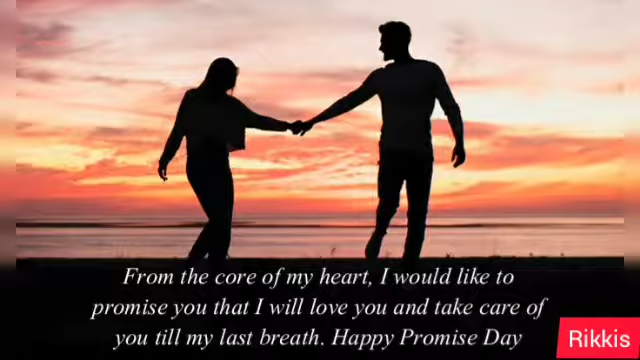 From the core of my heart, I would like to
promise you that I will love you and take care of
you till my last breath. Happy Promise Day
Rikkis